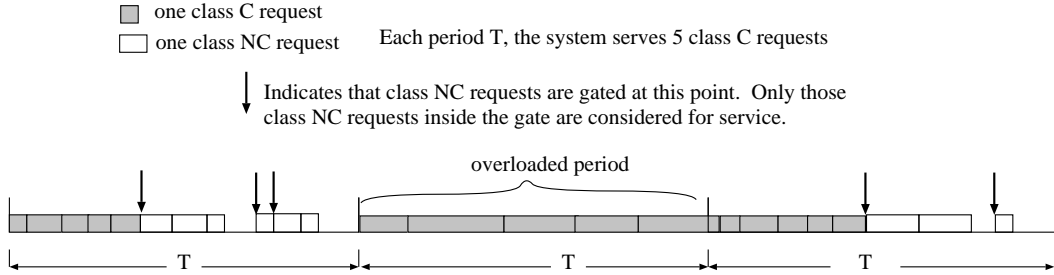 one class C request
one class NC request
Each period T, the system serves 5 class C requests
Indicates that class NC requests are gated at this point. Only those
class NC requests inside the gate are considered for service.
overloaded period
T
T
T